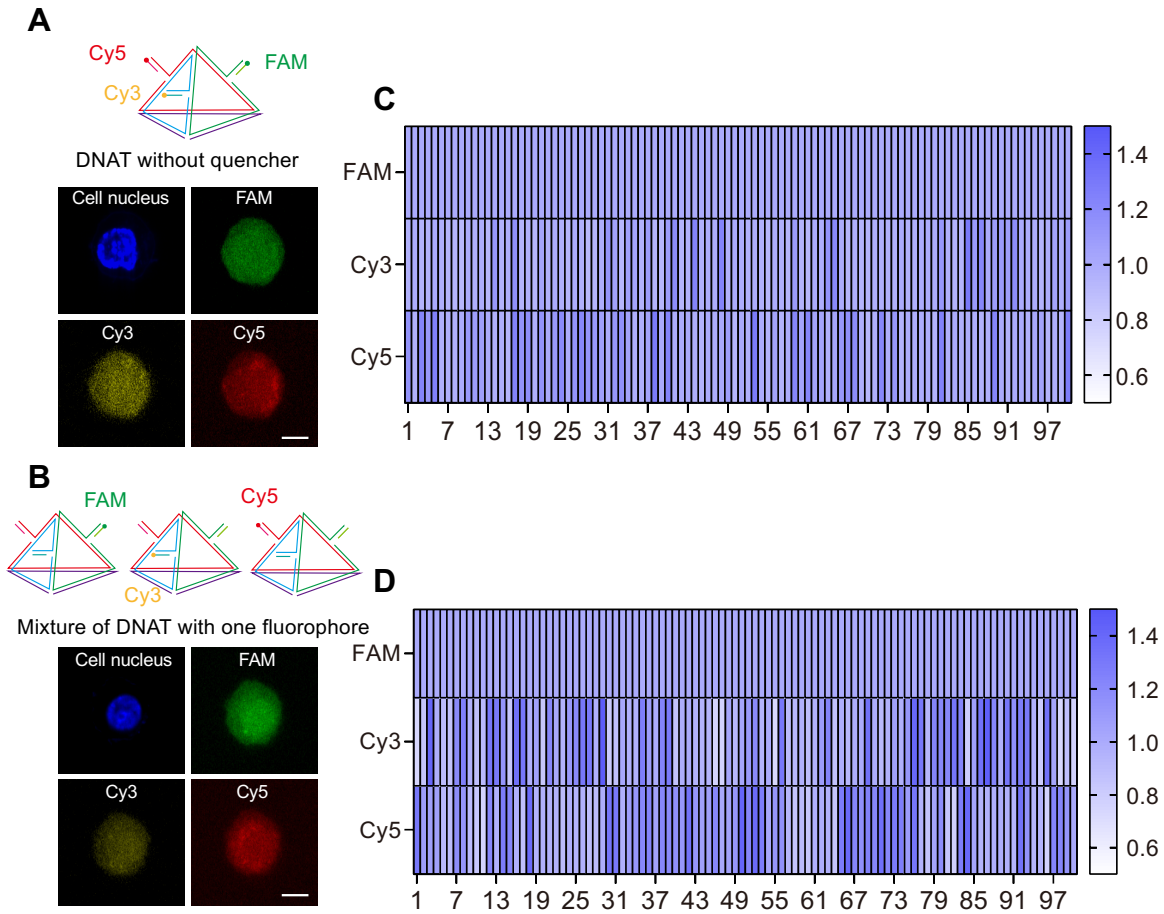 A
Cy5
FAM
Cy3
DNAT without quencher
Cell nucleus FAM
Cy3 Cy5
B
FAM Cy5
Cy3
Mixture of DNAT with one fluorophore
Cell nucleus FAM
Cy3 Cy5
C
FAM
Cy3
Cy5
1 7 13 19 25 31 37 43 49 55 61 67 73 79 85 91 97
1.4
1.2
1.0
0.8
0.6
D
FAM
Cy3
Cy5
1 7 13 19 25 31 37 43 49 55 61 67 73 79 85 91 97
1.4
1.2
1.0
0.8
0.6